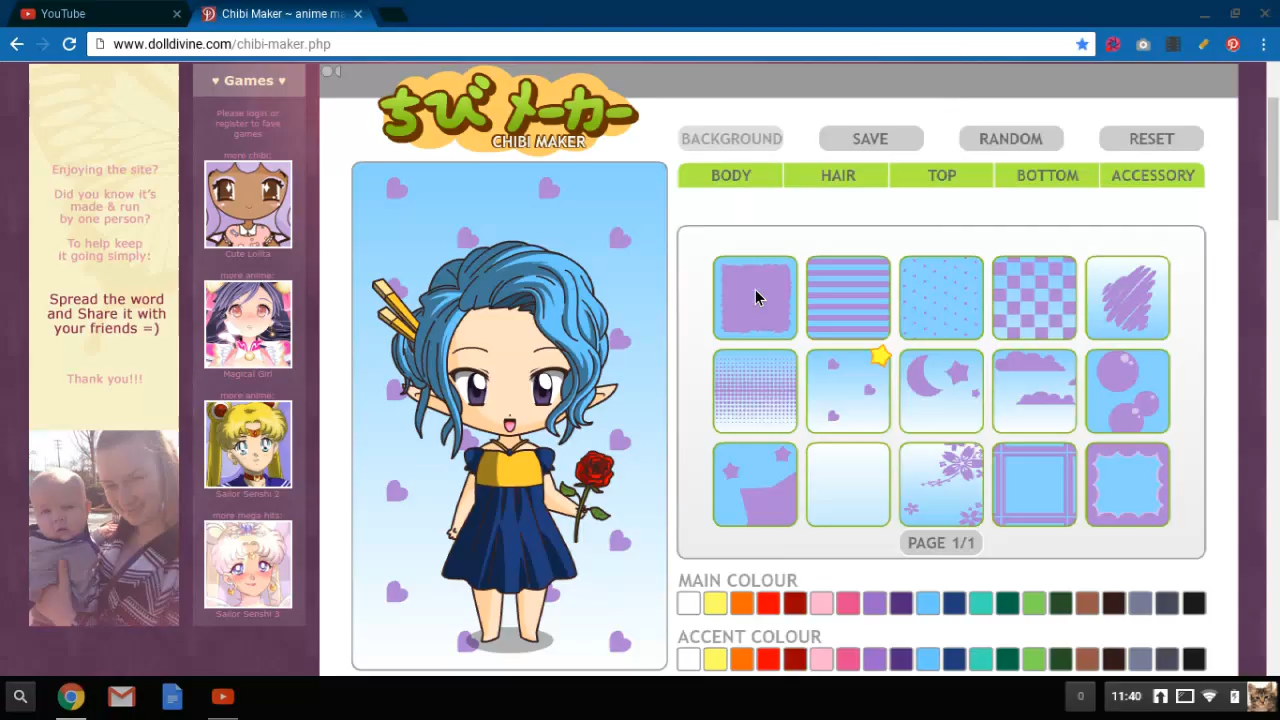 YouTube
Chibi Maker ~ anime ma
www.dolldivine.com/chibi-maker.php
Enjoying the site?
Did you know it's
made & run
by one person?
To help keep
it going simply:
Spread the word
and Share it with
your friends =)
Thank you!!!
♥ Games ♥
Please login or
register to fave
games
more chibi:
Cute Lolita
more anime:
Magical Girl
more anime:
Sailor Senshi 2
more mega hits:
Sailor Senshi 3
ちびメーカー
CHIBI MAKER
BACKGROUND
SAVE
RANDOM
RESET
BODY
HAIR
TOP
BOTTOM
ACCESSORY
PAGE 1/1
MAIN COLOUR
ACCENT COLOUR
0
11:40